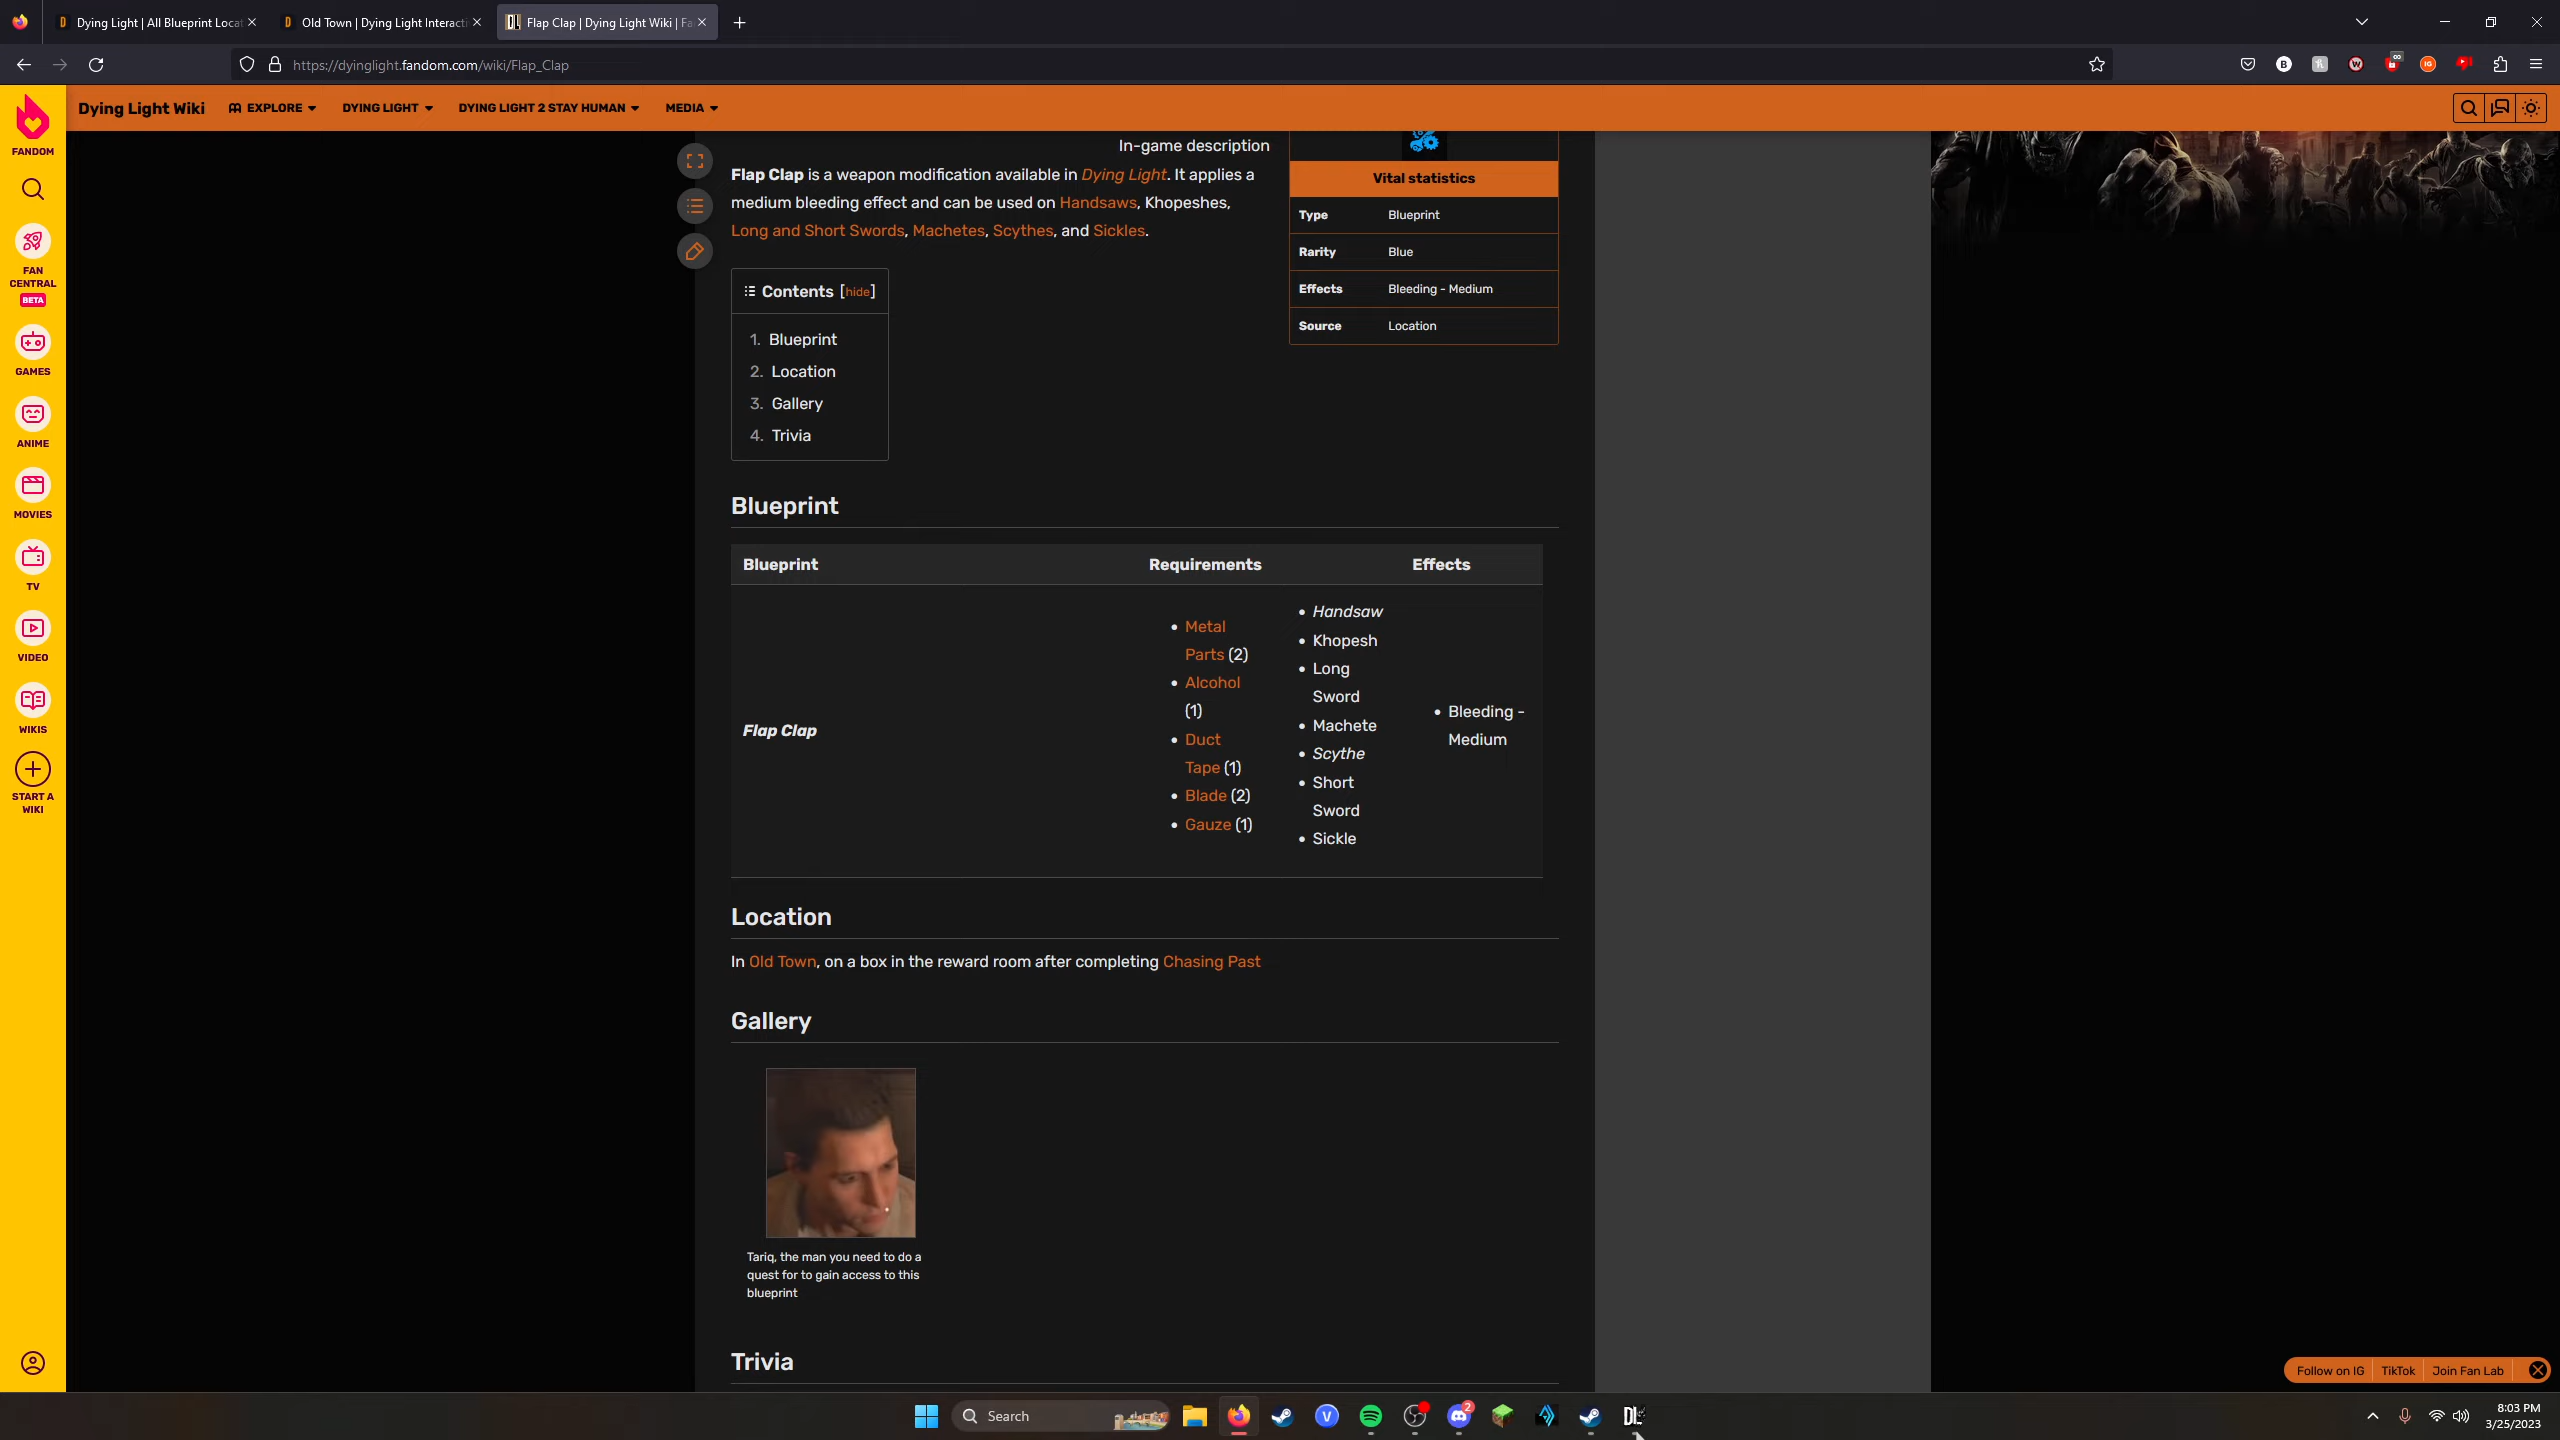 Dying Light | All Blueprint Locat
Old Town | Dying Light Interacti
Flap Clap | Dying Light Wiki | Fa
https://dyinglight.fandom.com/wiki/Flap_Clap
Dying Light Wiki
EXPLORE
DYING LIGHT
DYING LIGHT 2 STAY HUMAN
MEDIA
FANDOM
FAN
CENTRAL
BETA
GAMES
ANIME
MOVIES
TV
VIDEO
WIKIS
START A
WIKI
In-game description
Flap Clap is a weapon modification available in Dying Light. It applies a
medium bleeding effect and can be used on Handsaws, Khopeshes,
Long and Short Swords, Machetes, Scythes, and Sickles.
Vital statistics
Type Blueprint
Rarity Blue
Effects Bleeding - Medium
Source Location
Contents [hide]
1. Blueprint
2. Location
3. Gallery
4. Trivia
Blueprint
Blueprint Requirements Effects
Flap Clap
• Metal
Parts (2)
• Alcohol
(1)
• Duct
Tape (1)
• Blade (2)
• Gauze (1)
• Handsaw
• Khopesh
• Long
Sword
• Machete
• Scythe
• Short
Sword
• Sickle
• Bleeding -
Medium
Location
In Old Town, on a box in the reward room after completing Chasing Past
Gallery
Tariq, the man you need to do a
quest for to gain access to this
blueprint
Trivia
Follow on IG
TikTok
Join Fan Lab
Search
2
DL
8:03 PM
3/25/2023